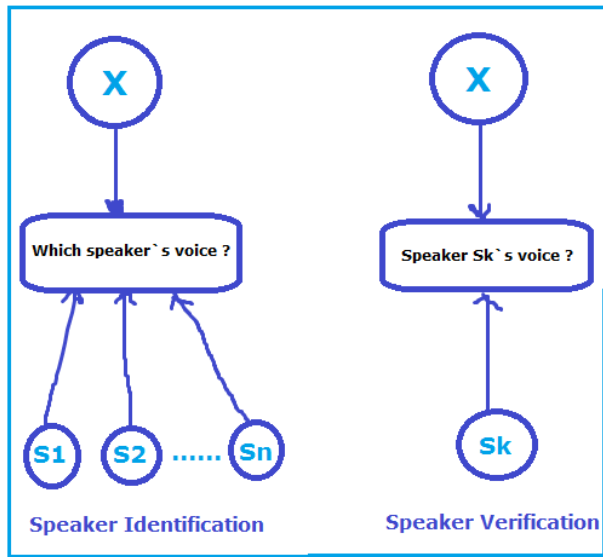 X
Which speaker`s voice ?
S1 S2 ...... Sn
Speaker Identification
X
Speaker Sk`s voice ?
Sk
Speaker Verification